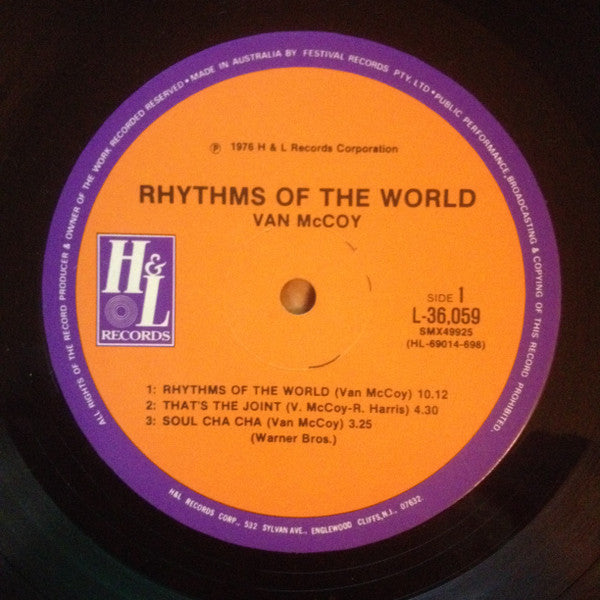 ALL RIGHTS OF THE RECORD PRODUCER & OWNER OF THE WORK RECORDED RESERVED • MADE IN AUSTRALIA BY FESTIVAL RECORDS PTY. LTD • PUBLIC PERFORMANCE, BROADCASTING & COPYING OF THIS RECORD PROHIBITED.
℗ 1976 H & L Records Corporation
RHYTHMS OF THE WORLD
VAN McCOY
H&L
RECORDS
SIDE 1
L-36,059
SMX49925
(HL-69014-698)
1: RHYTHMS OF THE WORLD (Van McCoy) 10.12
2: THAT'S THE JOINT (V. McCoy-R. Harris) 4.30
3: SOUL CHA CHA (Van McCoy) 3.25
(Warner Bros.)
H&L RECORDS CORP., 532 SYLVAN AVE., ENGLEWOOD CLIFFS, N.J., 07632.